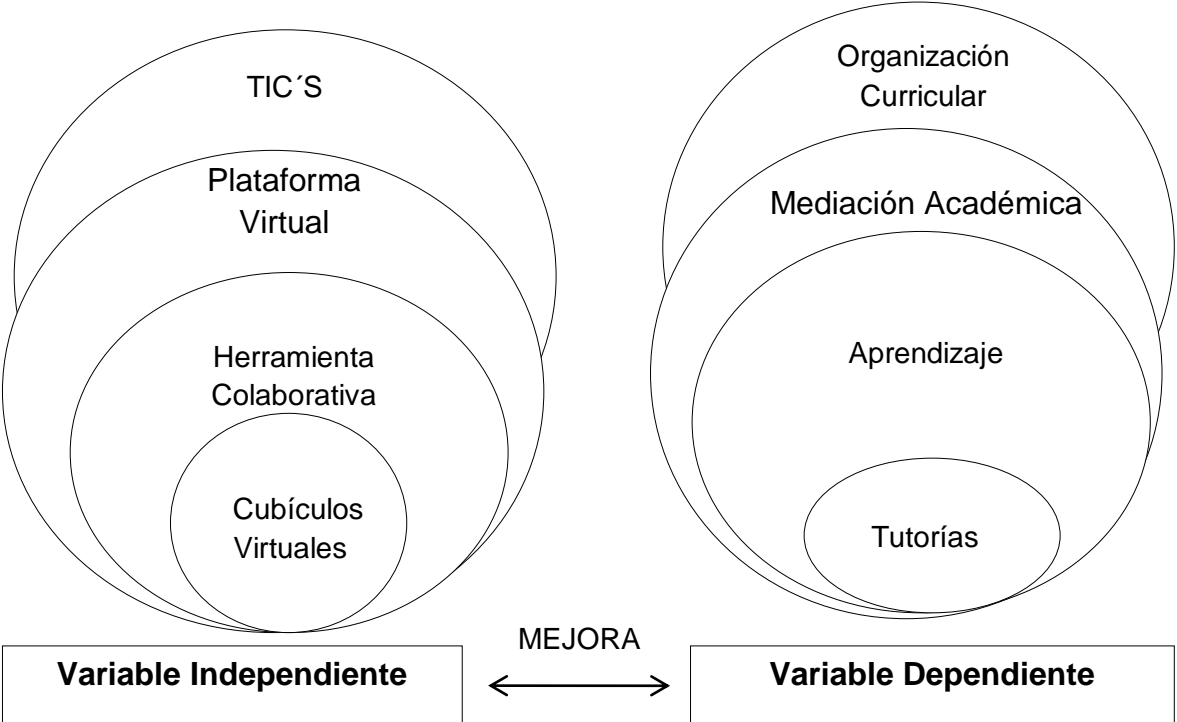 TIC´S
Plataforma
Virtual
Herramienta
Colaborativa
Cubículos
Virtuales
Organización
Curricular
Mediación Académica
Aprendizaje
Tutorías
MEJORA
Variable Independiente
Variable Dependiente